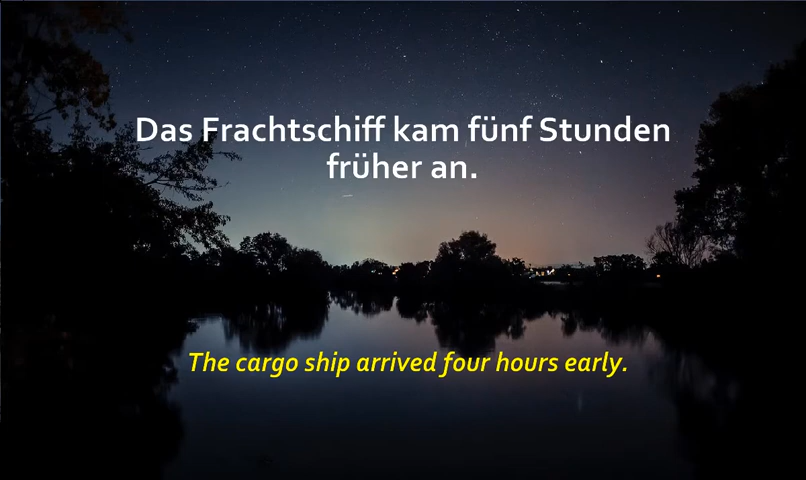 Das Frachtschiff kam fünf Stunden
früher an.
The cargo ship arrived four hours early.